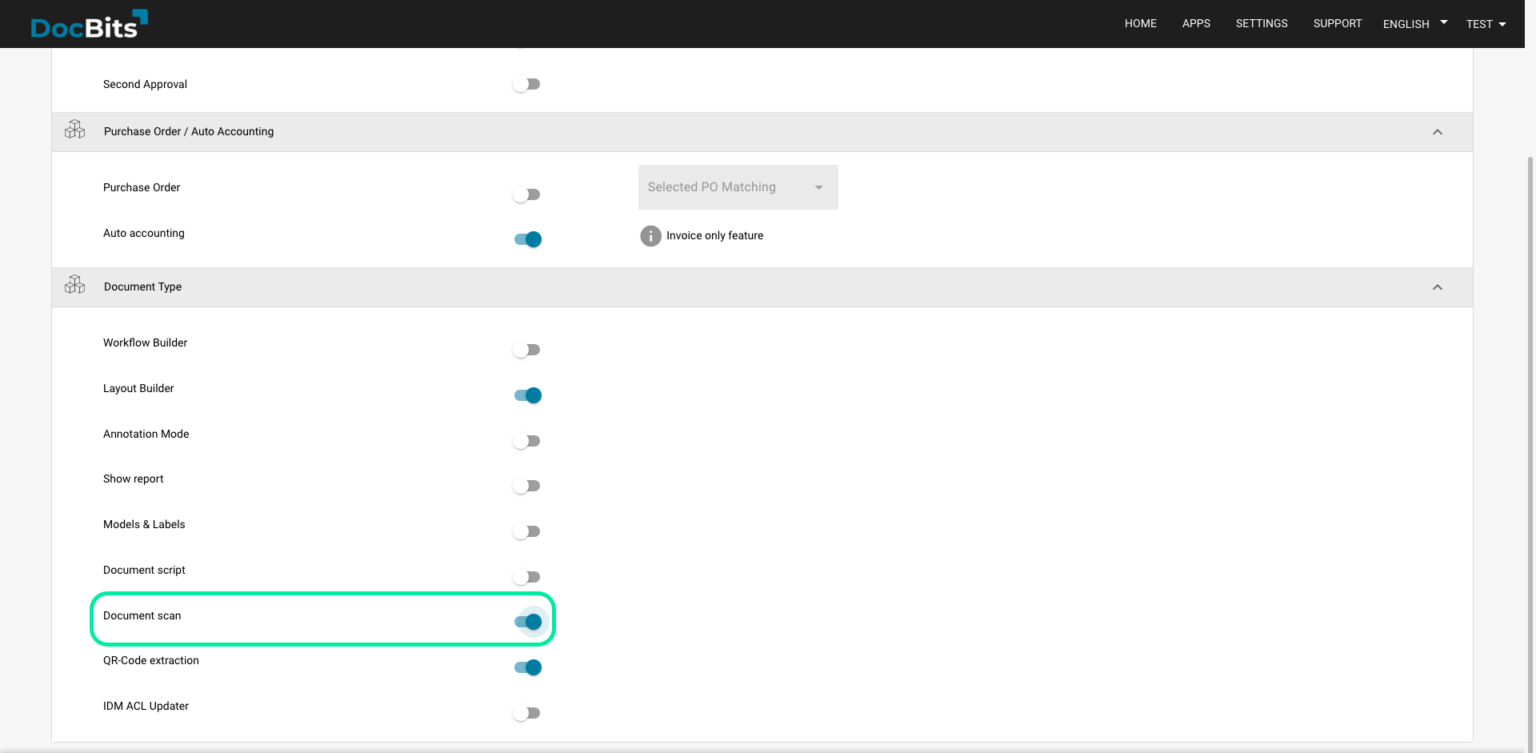 DocBits
HOME APPS SETTINGS SUPPORT ENGLISH TEST
Second Approval
Purchase Order / Auto Accounting
Purchase Order
Selected PO Matching
Auto accounting
Invoice only feature
Document Type
Workflow Builder
Layout Builder
Annotation Mode
Show report
Models & Labels
Document script
Document scan
QR-Code extraction
IDM ACL Updater